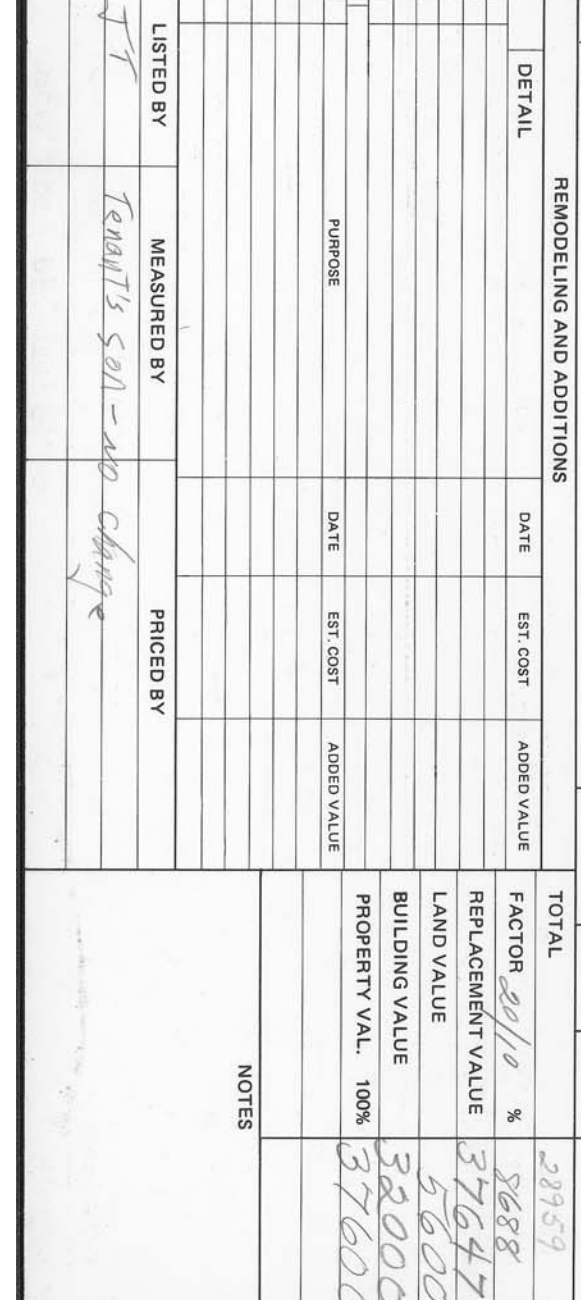 REMODELING AND ADDITIONS
DETAIL DATE EST. COST ADDED VALUE
PURPOSE DATE EST. COST ADDED VALUE
LISTED BY MEASURED BY PRICED BY
JT Tenant's son - no change
TOTAL 28959
FACTOR 20/10 % 8688
REPLACEMENT VALUE 37647
LAND VALUE 5600
BUILDING VALUE 32000
PROPERTY VAL. 100% 37600
NOTES